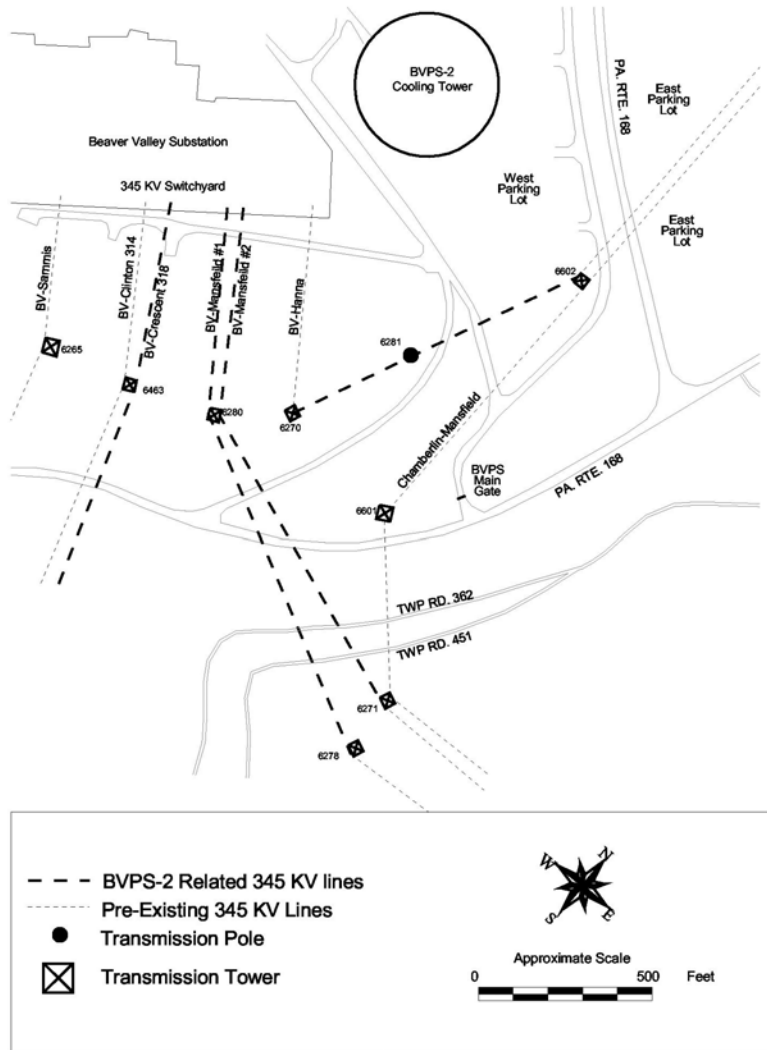 BVPS-2
Cooling Tower
PA. RTE. 168
East
Parking
Lot
Beaver Valley Substation
345 KV Switchyard
West
Parking
Lot
East
Parking
Lot
BV-Sammis
BV-Clinton 314
BV-Crescent 318
BV-Mansfeild #1
BV-Mansfeild #2
BV-Hanna
6602
6281
6265
6463
6280
6270
Chamberlin-Mansfield
BVPS
Main
Gate
PA. RTE. 168
6601
TWP RD. 362
TWP RD. 451
6271
6278
BVPS-2 Related 345 KV lines
Pre-Existing 345 KV Lines
Transmission Pole
Transmission Tower
N
W
S
E
Approximate Scale
0 500 Feet